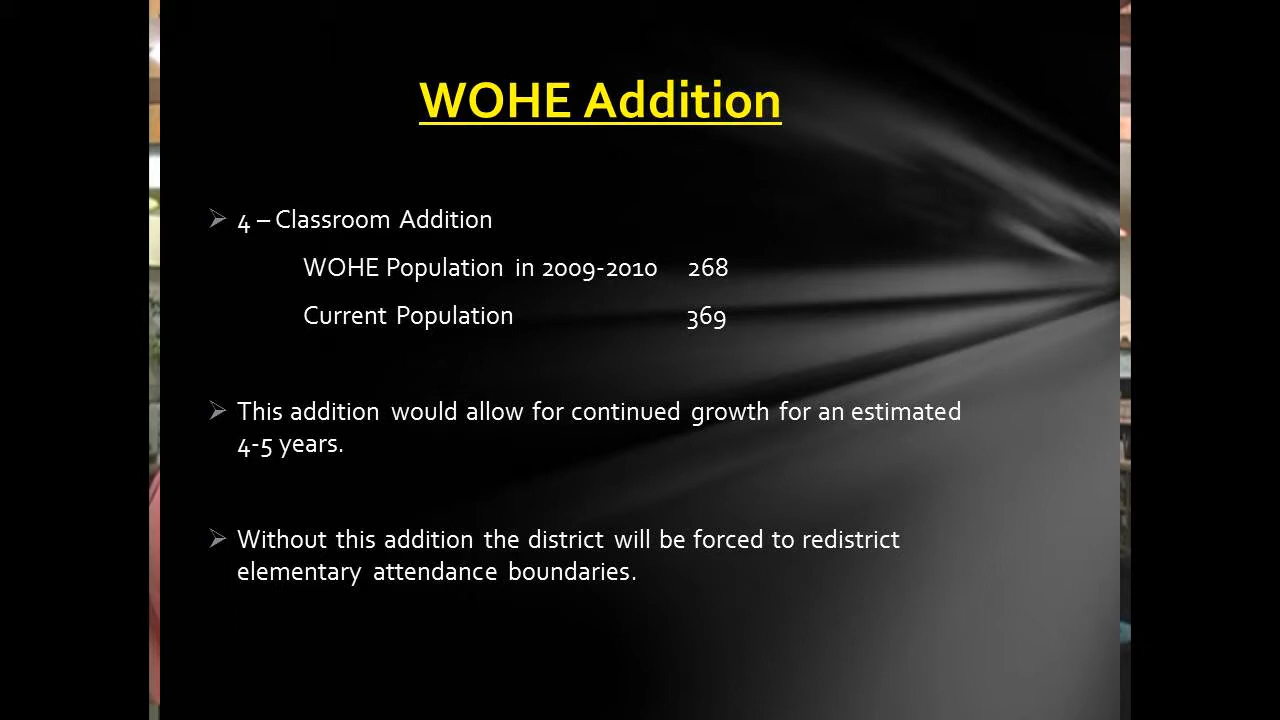 WOHE Addition
4 – Classroom Addition
WOHE Population in 2009-2010 268
Current Population 369
This addition would allow for continued growth for an estimated
4-5 years.
Without this addition the district will be forced to redistrict
elementary attendance boundaries.